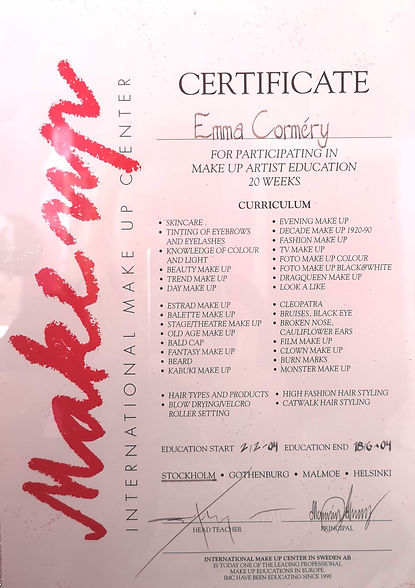 Make up
INTERNATIONAL MAKE UP CENTER
CERTIFICATE
Emma Corméry
FOR PARTICIPATING IN
MAKE UP ARTIST EDUCATION
20 WEEKS
CURRICULUM
• SKINCARE
• TINTING OF EYEBROWS
AND EYELASHES
• KNOWLEDGE OF COLOUR
AND LIGHT
• BEAUTY MAKE UP
• TREND MAKE UP
• DAY MAKE UP
• EVENING MAKE UP
• DECADE MAKE UP 1920-90
• FASHION MAKE UP
• TV MAKE UP
• FOTO MAKE UP COLOUR
• FOTO MAKE UP BLACK&WHITE
• DRAGQUEEN MAKE UP
• LOOK A LIKE
• ESTRAD MAKE UP
• BALETTE MAKE UP
• STAGE/THEATRE MAKE UP
• OLD AGE MAKE UP
• BALD CAP
• FANTASY MAKE UP
• BEARD
• KABUKI MAKE UP
• CLEOPATRA
• BRUISES, BLACK EYE
• BROKEN NOSE,
CAULIFLOWER EARS
• FILM MAKE UP
• CLOWN MAKE UP
• BURN MARKS
• MONSTER MAKE UP
• HAIR TYPES AND PRODUCTS
• BLOW DRYING/VELCRO
ROLLER SETTING
• HIGH FASHION HAIR STYLING
• CATWALK HAIR STYLING
EDUCATION START 2/2-04 EDUCATION END 18/6-04
STOCKHOLM • GOTHENBURG • MALMOE • HELSINKI
HEAD TEACHER
PRINCIPAL
INTERNATIONAL MAKE UP CENTER IN SWEDEN AB
IS TODAY ONE OF THE LEADING PROFESSIONAL
MAKE UP EDUCATIONS IN EUROPE.
IMC HAVE BEEN EDUCATING SINCE 1990